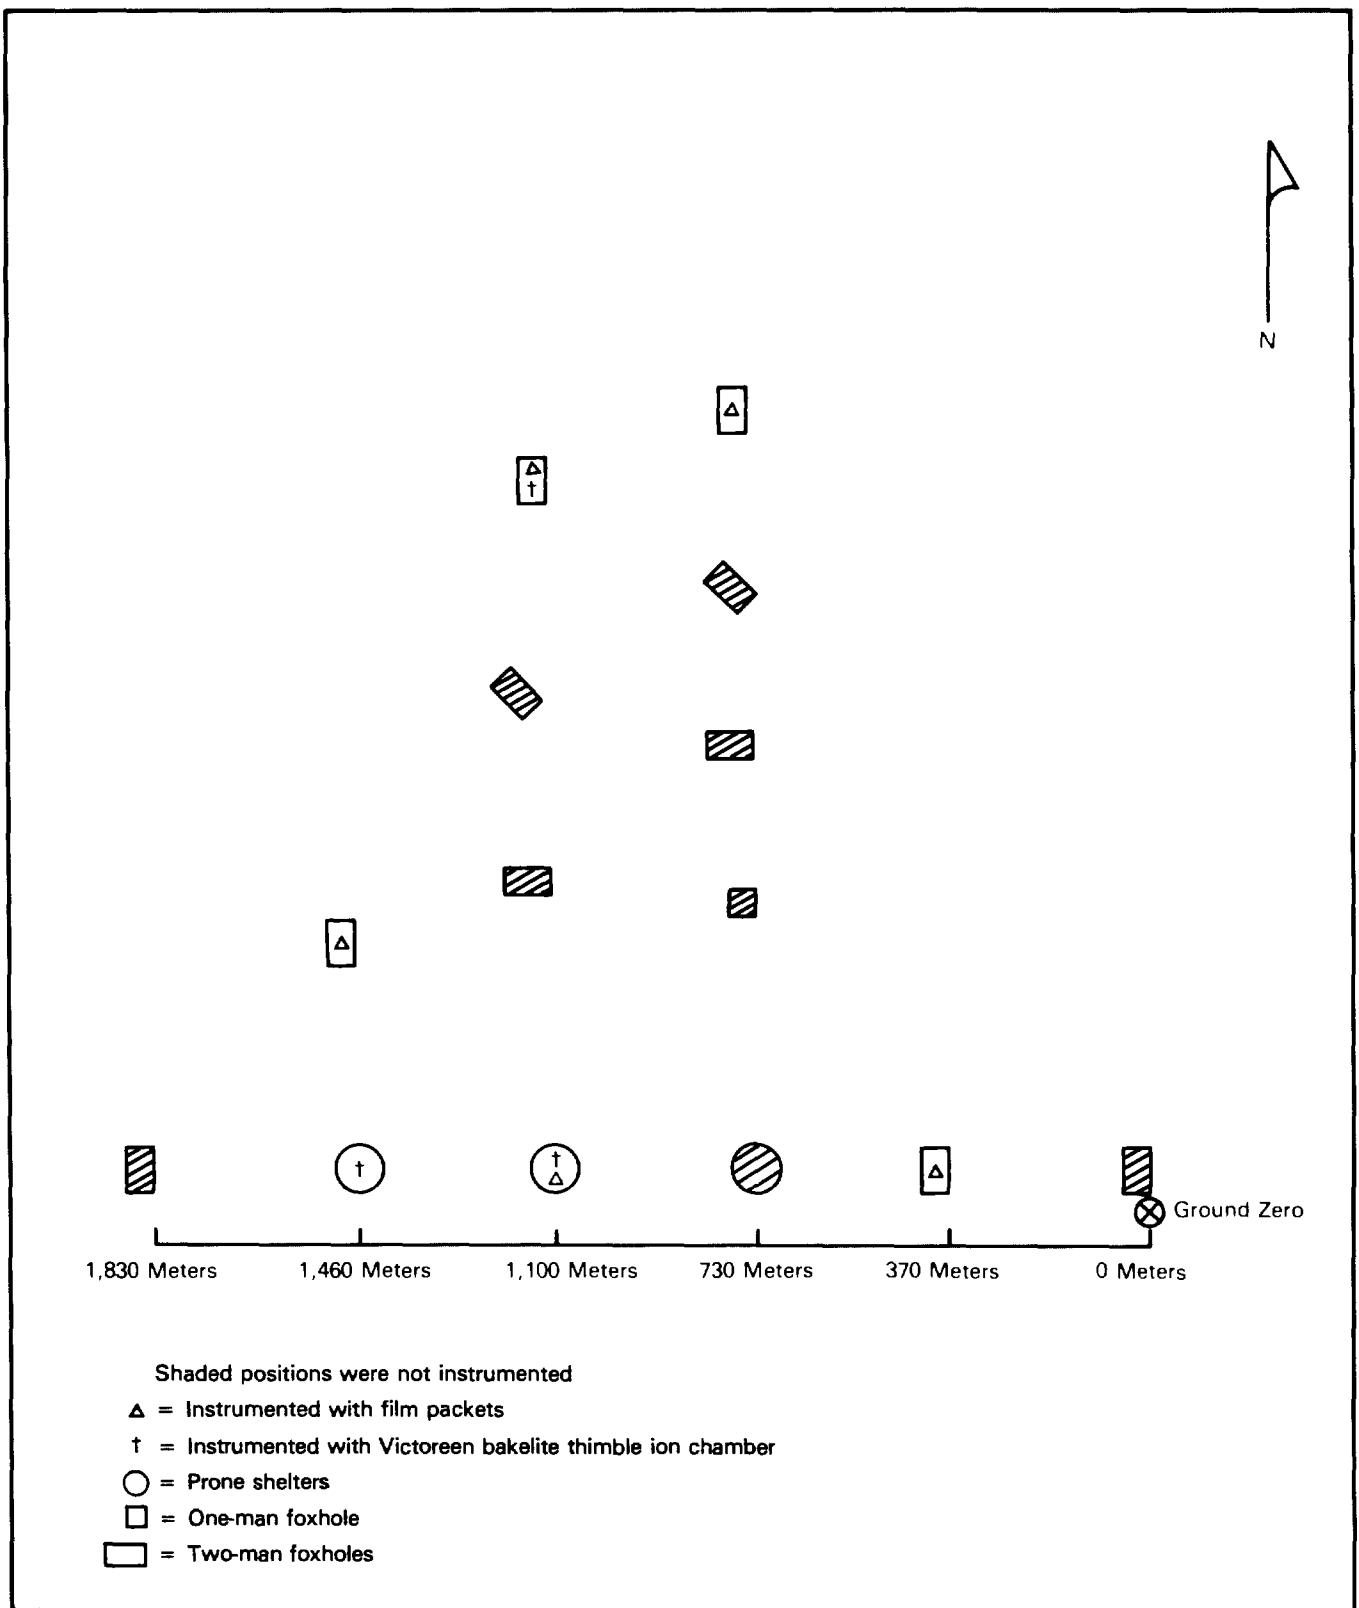 N
Δ
Δ
†
Δ
†
†
Δ
Δ
Ground Zero
1,830 Meters 1,460 Meters 1,100 Meters 730 Meters 370 Meters 0 Meters
Shaded positions were not instrumented
Δ = Instrumented with film packets
† = Instrumented with Victoreen bakelite thimble ion chamber
= Prone shelters
= One-man foxhole
= Two-man foxholes